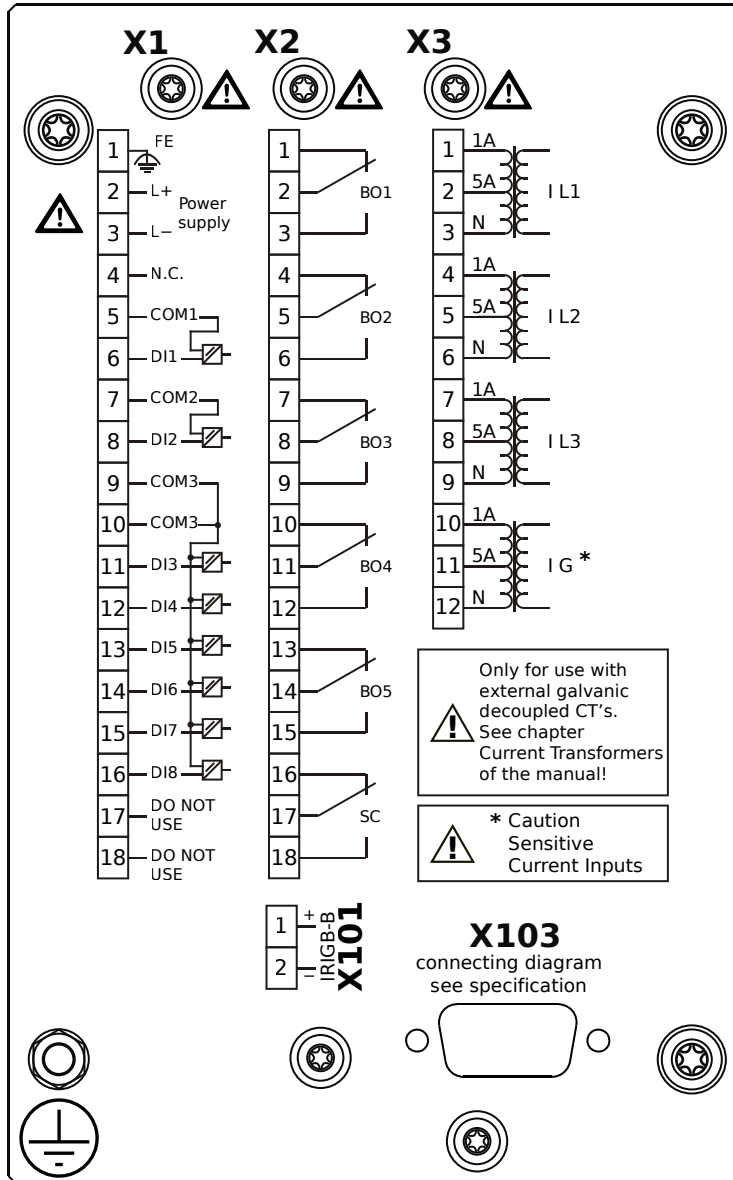 X1
X2
X3
1 FE
2 L+
3 L−
Power
supply
4 N.C.
5 COM1
6 DI1
7 COM2
8 DI2
9 COM3
10 COM3
11 DI3
12 DI4
13 DI5
14 DI6
15 DI7
16 DI8
17 DO NOT
USE
18 DO NOT
USE
1
2 BO1
3
4
5 BO2
6
7
8 BO3
9
10
11 BO4
12
13
14 BO5
15
16
17 SC
18
1 1A
2 5A I L1
3 N
4 1A
5 5A I L2
6 N
7 1A
8 5A I L3
9 N
10 1A
11 5A I G *
12 N
!
!
!
!
! Only for use with
external galvanic
decoupled CT's.
See chapter
Current Transformers
of the manual!
! * Caution
Sensitive
Current Inputs
1 +
2 −
IRIGB-B
X101
X103
connecting diagram
see specification